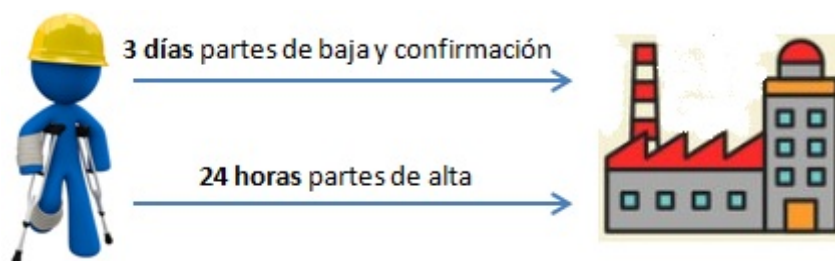 3 días partes de baja y confirmación
24 horas partes de alta